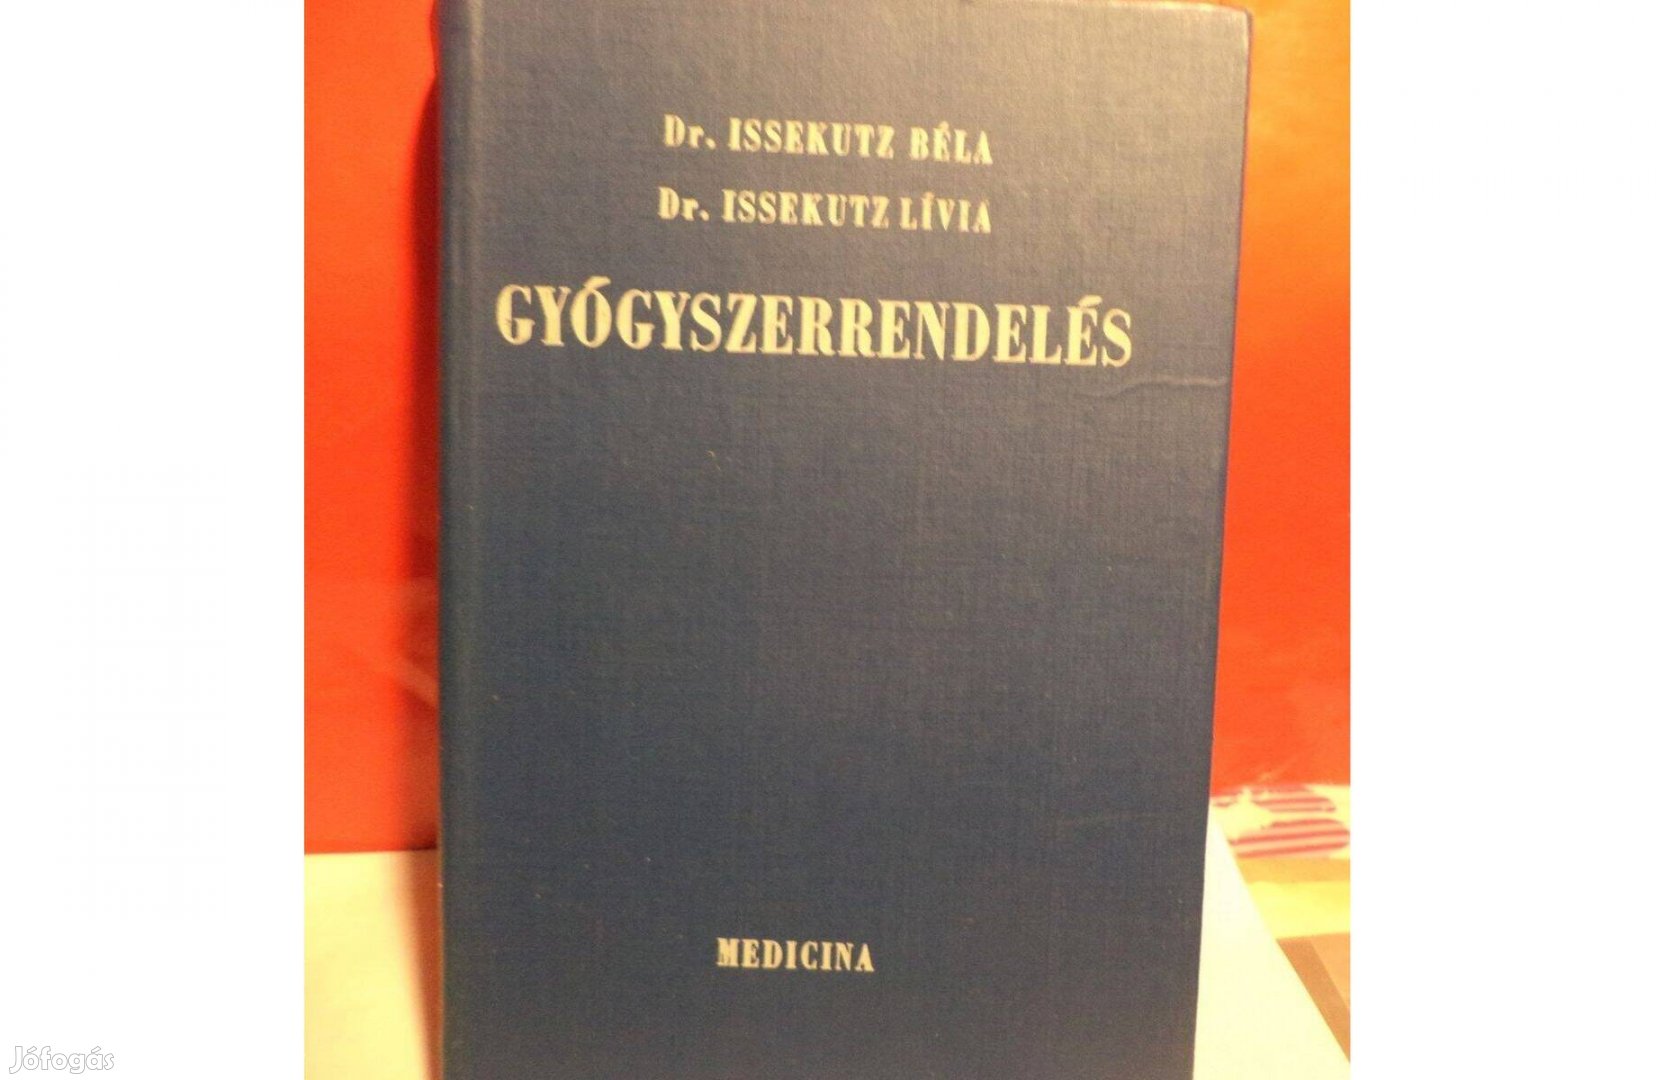 Dr. ISSEKUTZ BÉLA
Dr. ISSEKUTZ LÍVIA
GYÓGYSZERRENDELÉS
MEDICINA
Jófogás